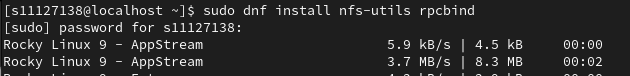 [s11127138@localhost ~]$ sudo dnf install nfs-utils rpcbind
[sudo] password for s11127138:
Rocky Linux 9 - AppStream 5.9 kB/s | 4.5 kB 00:00
Rocky Linux 9 - AppStream 3.7 MB/s | 8.3 MB 00:02